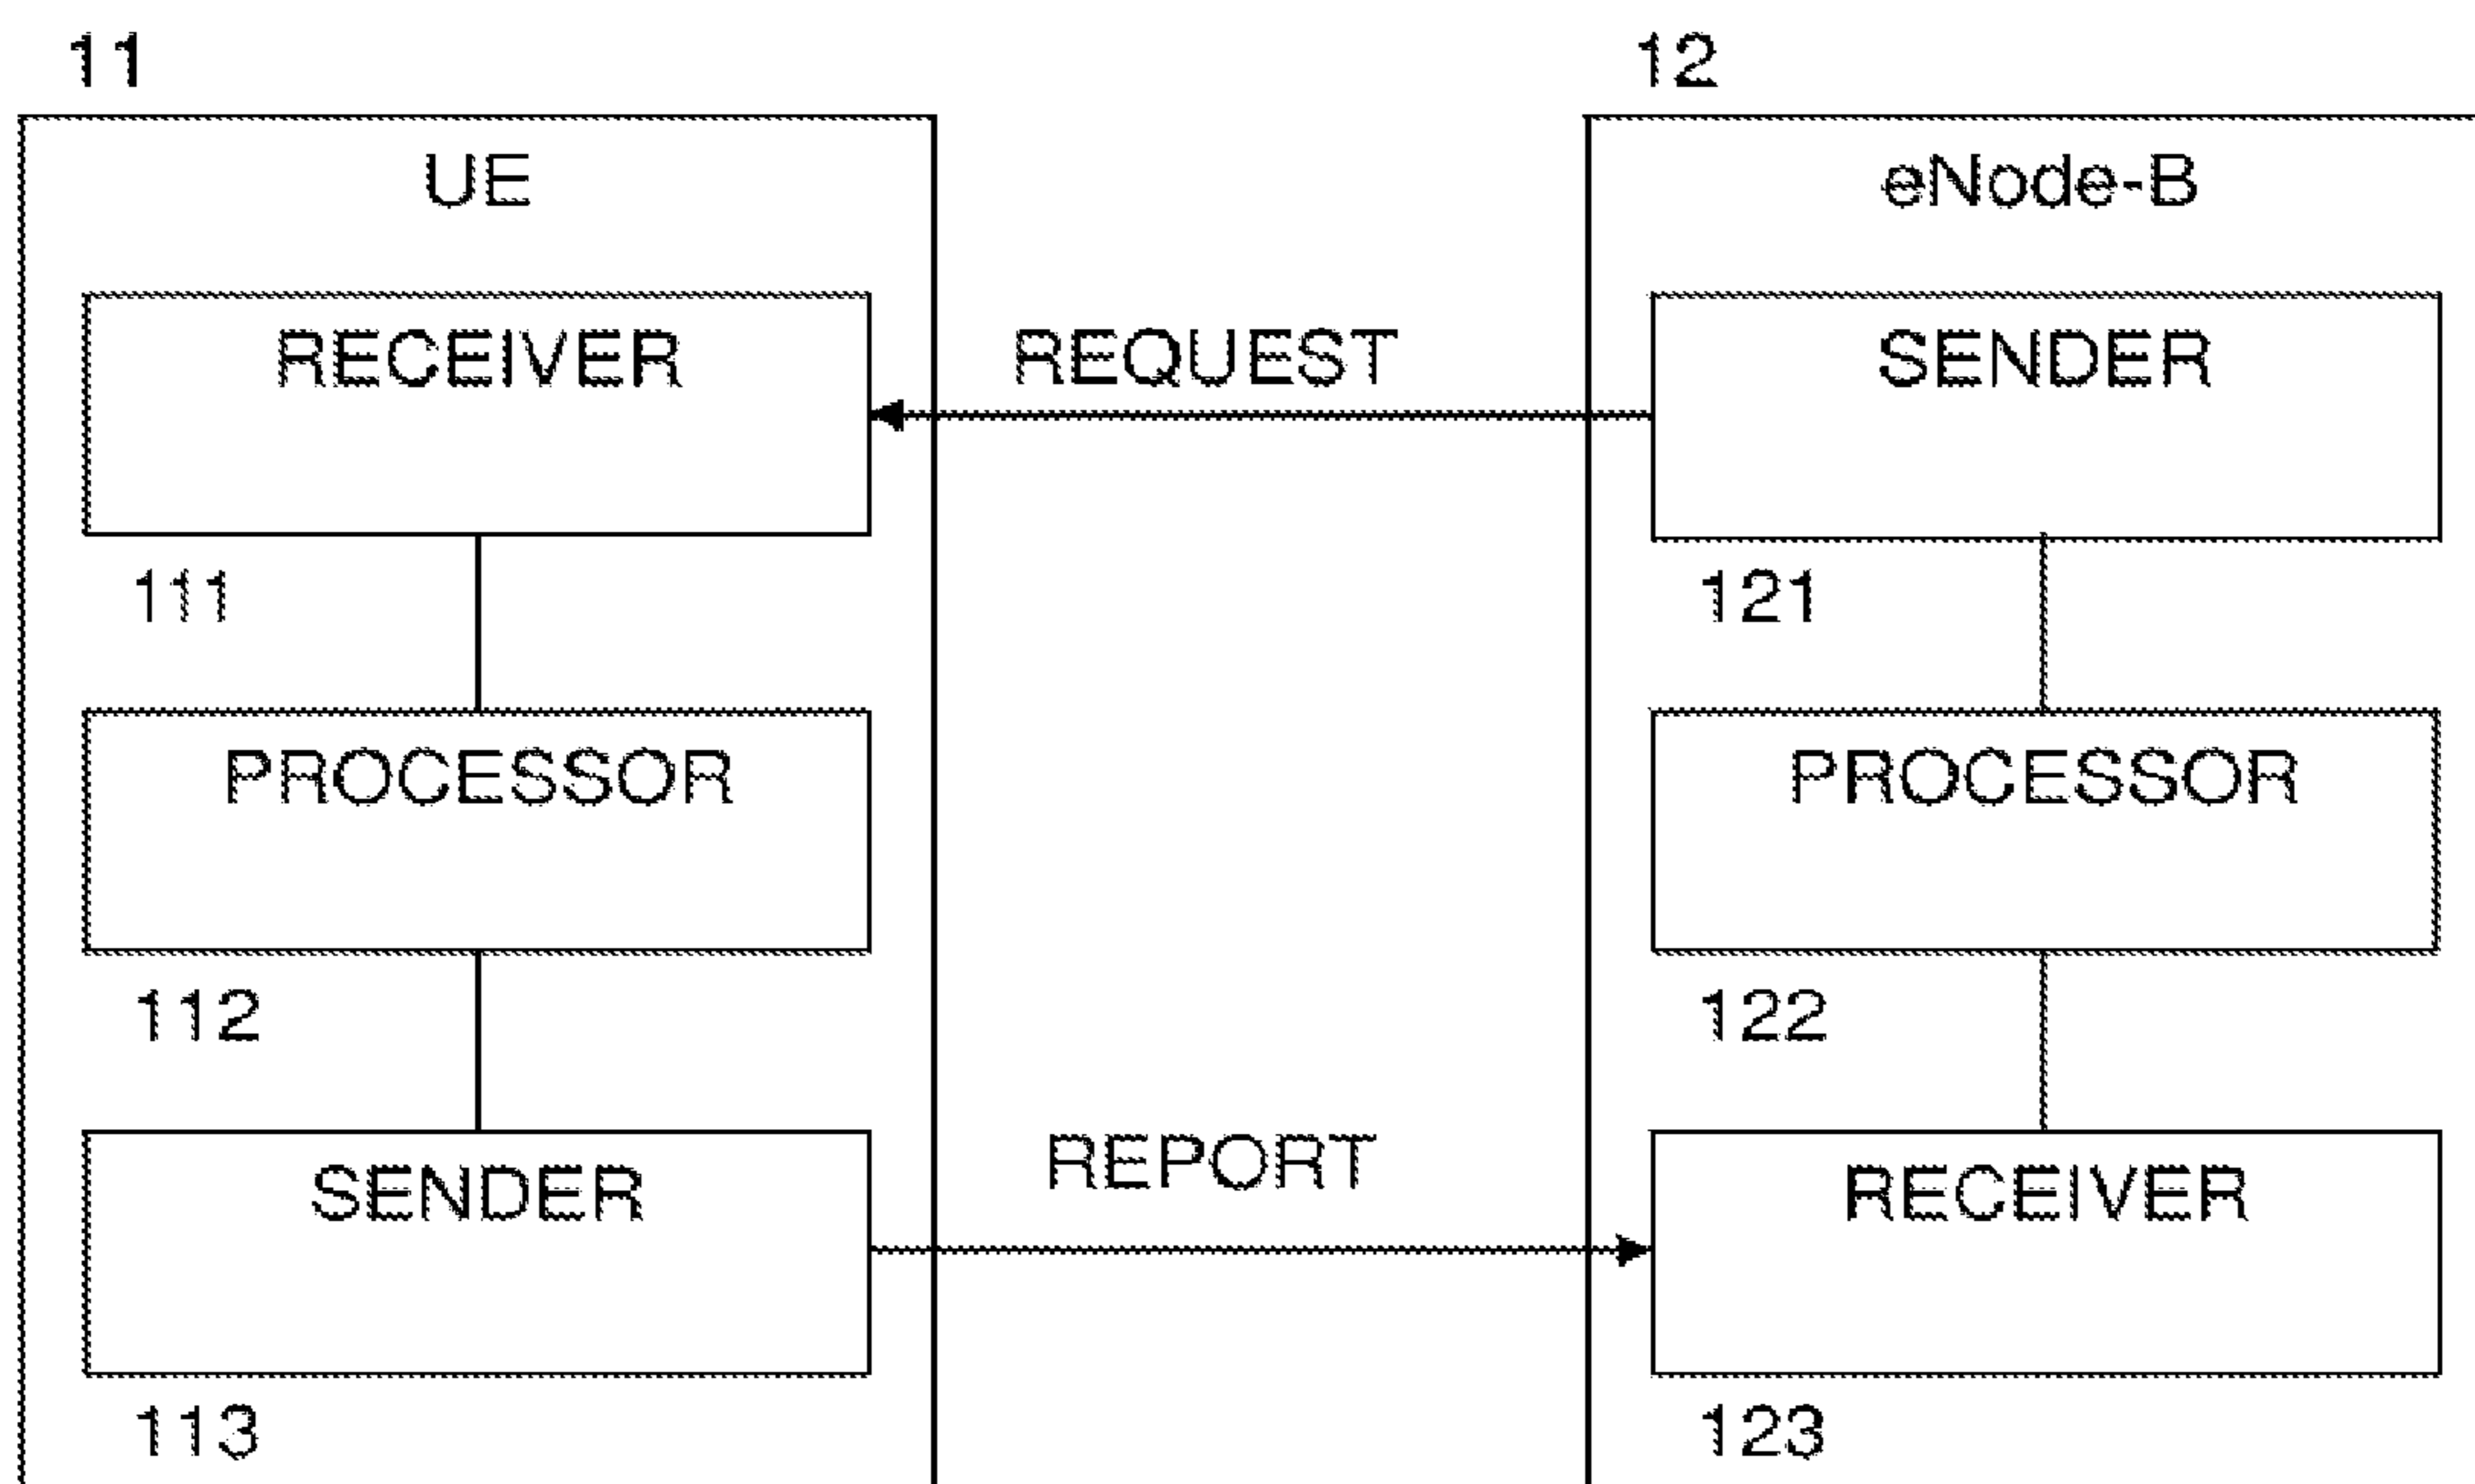 11
12
UE
eNode-B
RECEIVER
REQUEST
SENDER
111
121
PROCESSOR
PROCESSOR
112
122
SENDER
REPORT
RECEIVER
113
123